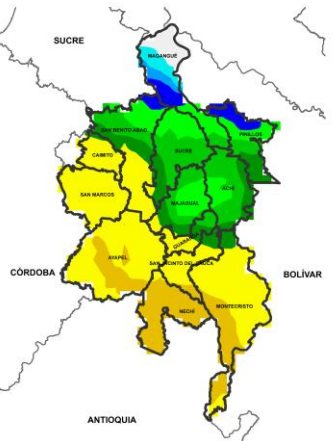 SUCRE
MAGANGUÉ
SAN BENITO ABAD
PINILLOS
SUCRE
CAIMITO
ACHÍ
SAN MARCOS
MAJAGUAL
GUARANDA
AYAPEL
SAN JACINTO DEL CAUCA
CÓRDOBA
BOLÍVAR
MONTECRISTO
NECHÍ
ANTIOQUIA